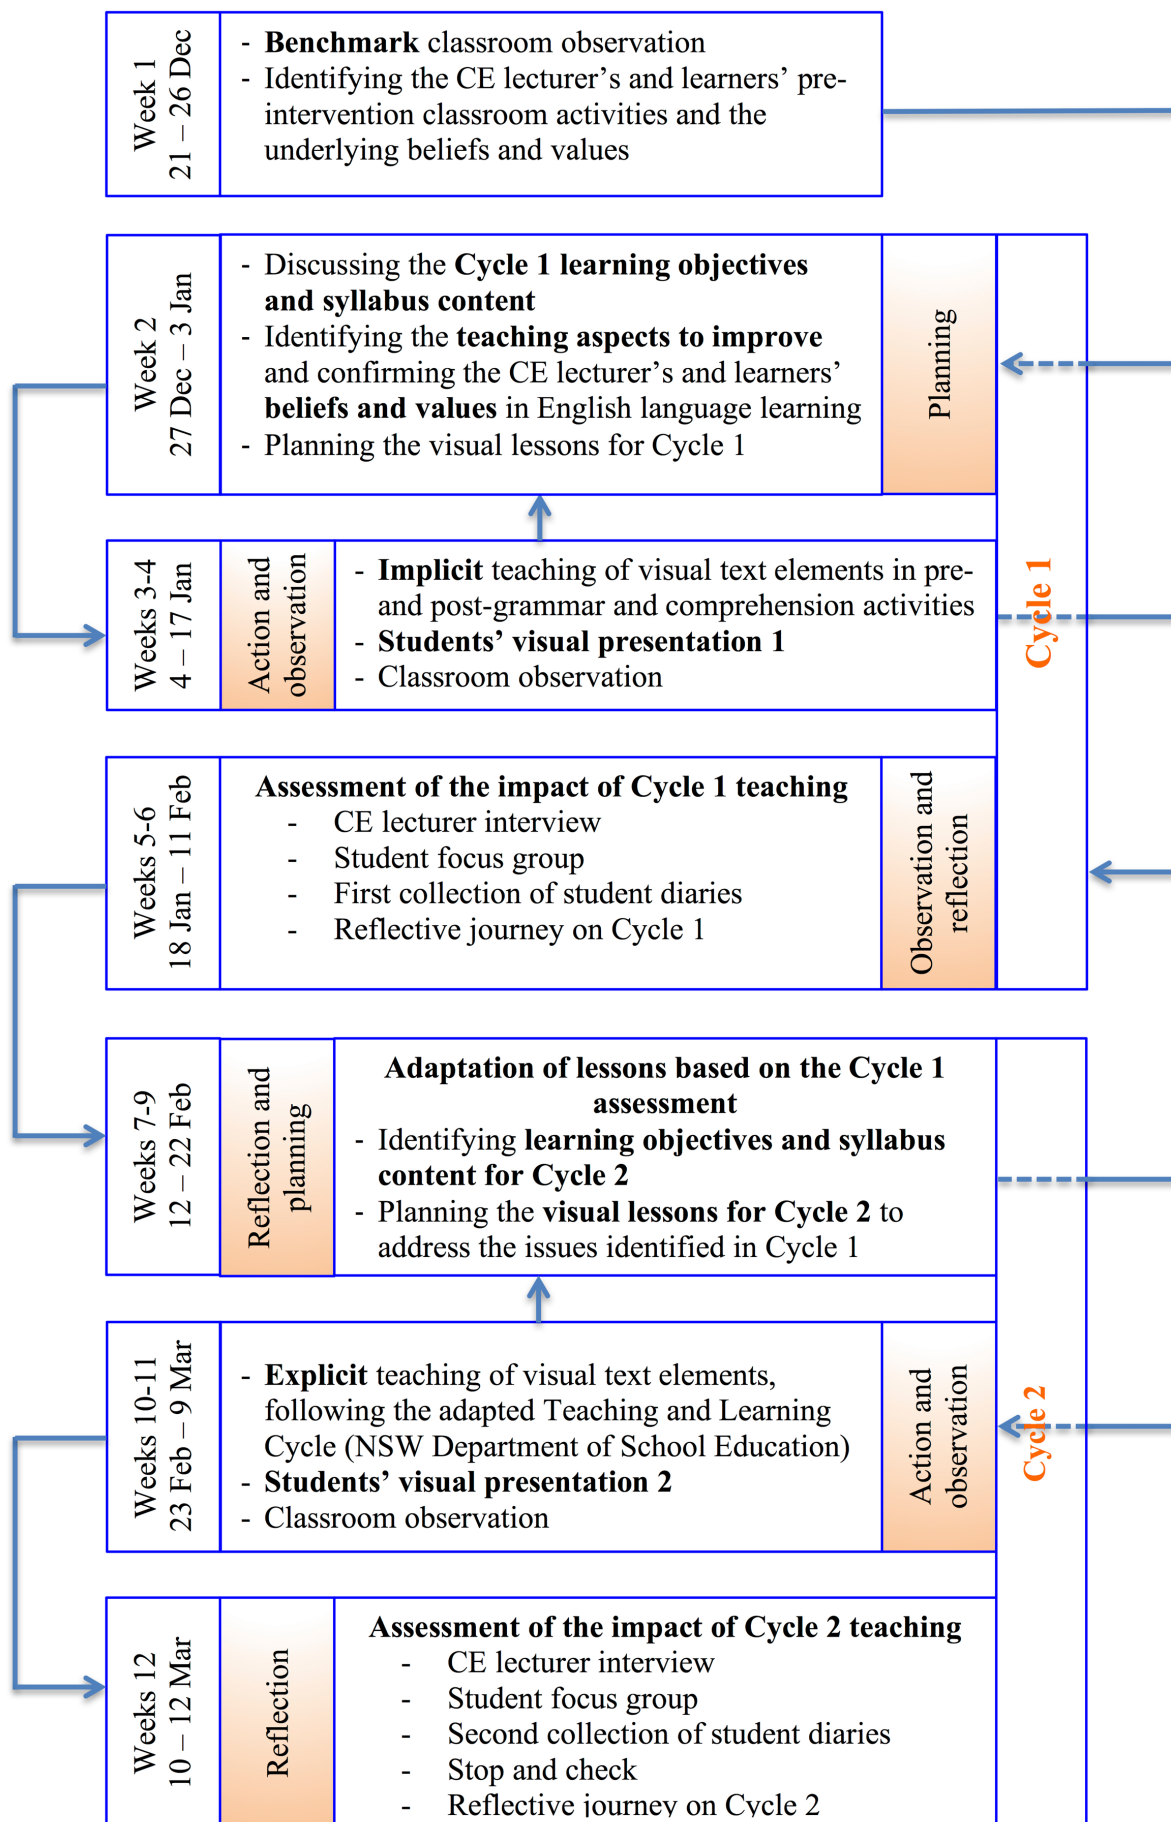 Week 1
21 – 26 Dec
- Benchmark classroom observation
- Identifying the CE lecturer’s and learners’ pre-
intervention classroom activities and the
underlying beliefs and values
Week 2
27 Dec – 3 Jan
- Discussing the Cycle 1 learning objectives
and syllabus content
- Identifying the teaching aspects to improve
and confirming the CE lecturer’s and learners’
beliefs and values in English language learning
- Planning the visual lessons for Cycle 1
Planning
Cycle 1
Weeks 3-4
4 – 17 Jan
Action and
observation
- Implicit teaching of visual text elements in pre-
and post-grammar and comprehension activities
- Students’ visual presentation 1
- Classroom observation
Weeks 5-6
18 Jan – 11 Feb
Assessment of the impact of Cycle 1 teaching
- CE lecturer interview
- Student focus group
- First collection of student diaries
- Reflective journey on Cycle 1
Observation and
reflection
Weeks 7-9
12 – 22 Feb
Reflection and
planning
Adaptation of lessons based on the Cycle 1
assessment
- Identifying learning objectives and syllabus
content for Cycle 2
- Planning the visual lessons for Cycle 2 to
address the issues identified in Cycle 1
Cycle 2
Weeks 10-11
23 Feb – 9 Mar
- Explicit teaching of visual text elements,
following the adapted Teaching and Learning
Cycle (NSW Department of School Education)
- Students’ visual presentation 2
- Classroom observation
Action and
observation
Weeks 12
10 – 12 Mar
Reflection
Assessment of the impact of Cycle 2 teaching
- CE lecturer interview
- Student focus group
- Second collection of student diaries
- Stop and check
- Reflective journey on Cycle 2